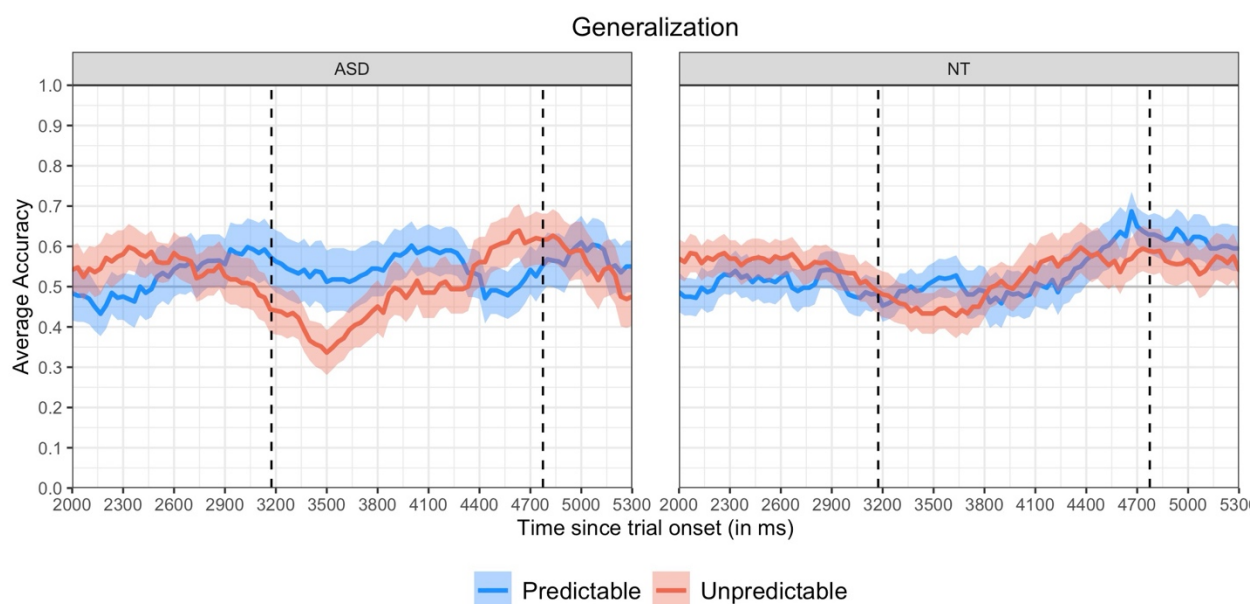 Generalization
ASD NT
Average Accuracy
1.0
0.9
0.8
0.7
0.6
0.5
0.4
0.3
0.2
0.1
0.0
2000 2300 2600 2900 3200 3500 3800 4100 4400 4700 5000 5300 2000 2300 2600 2900 3200 3500 3800 4100 4400 4700 5000 530
Time since trial onset (in ms)
Predictable Unpredictable